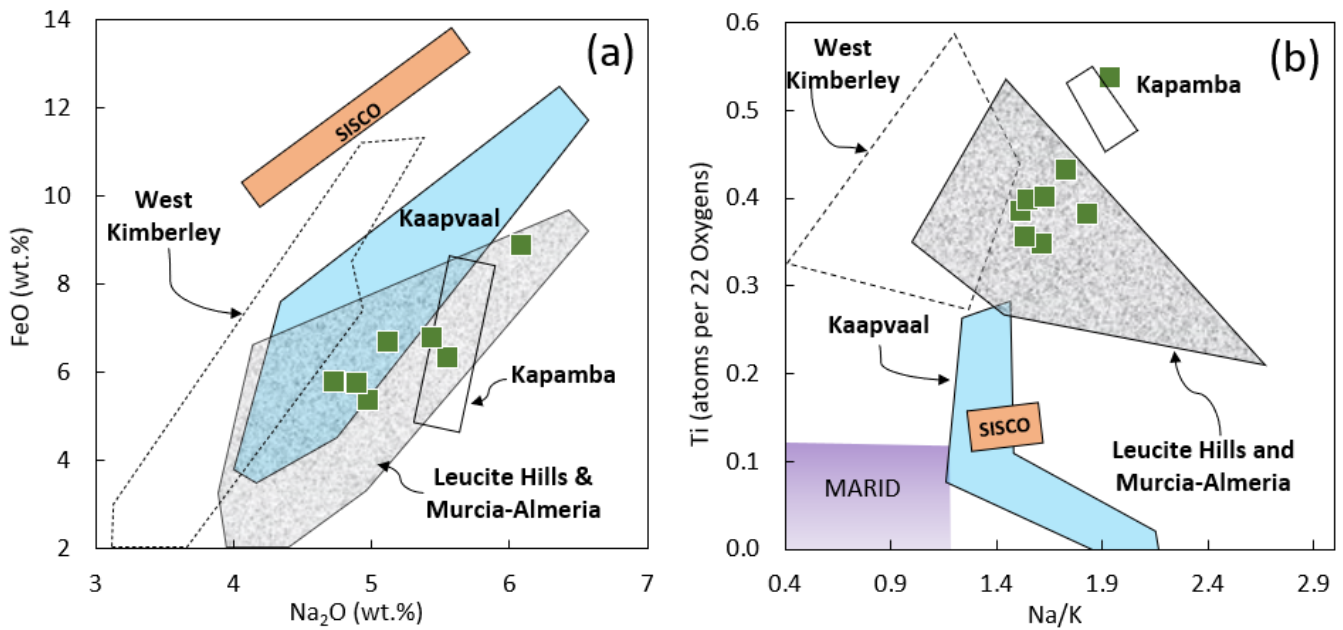 (a)
14
12
10
8
6
4
2
FeO (wt.%)
SISCO
West
Kimberley
Kaapvaal
Kapamba
Leucite Hills &
Murcia-Almeria
3
4
5
6
7
Na₂O (wt.%)
(b)
0.6
0.5
0.4
0.3
0.2
0.1
0.0
Ti (atoms per 22 Oxygens)
West
Kimberley
Kapamba
Kaapvaal
SISCO
MARID
Leucite Hills and
Murcia-Almeria
0.4
0.9
1.4
1.9
2.4
2.9
Na/K